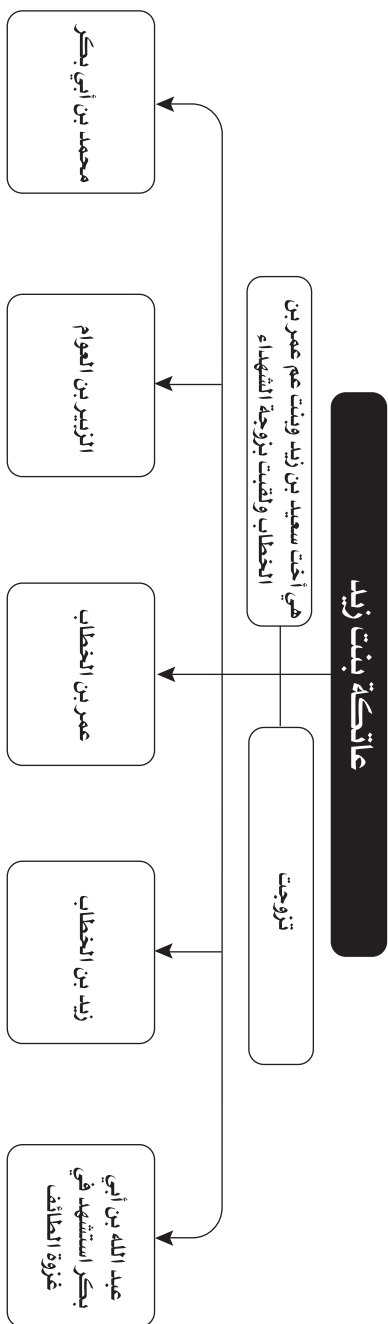 عاتكة بنت زيد
هي أخت سعيد بن زيد وبنت عم عمر بن
الخطاب ولقبت بزوجة الشهداء
تزوجت
عبد الله بن أبي
بكر استشهد في
غزوة الطائف
زيد بن الخطاب
عمر بن الخطاب
الزبير بن العوام
محمد بن أبي بكر